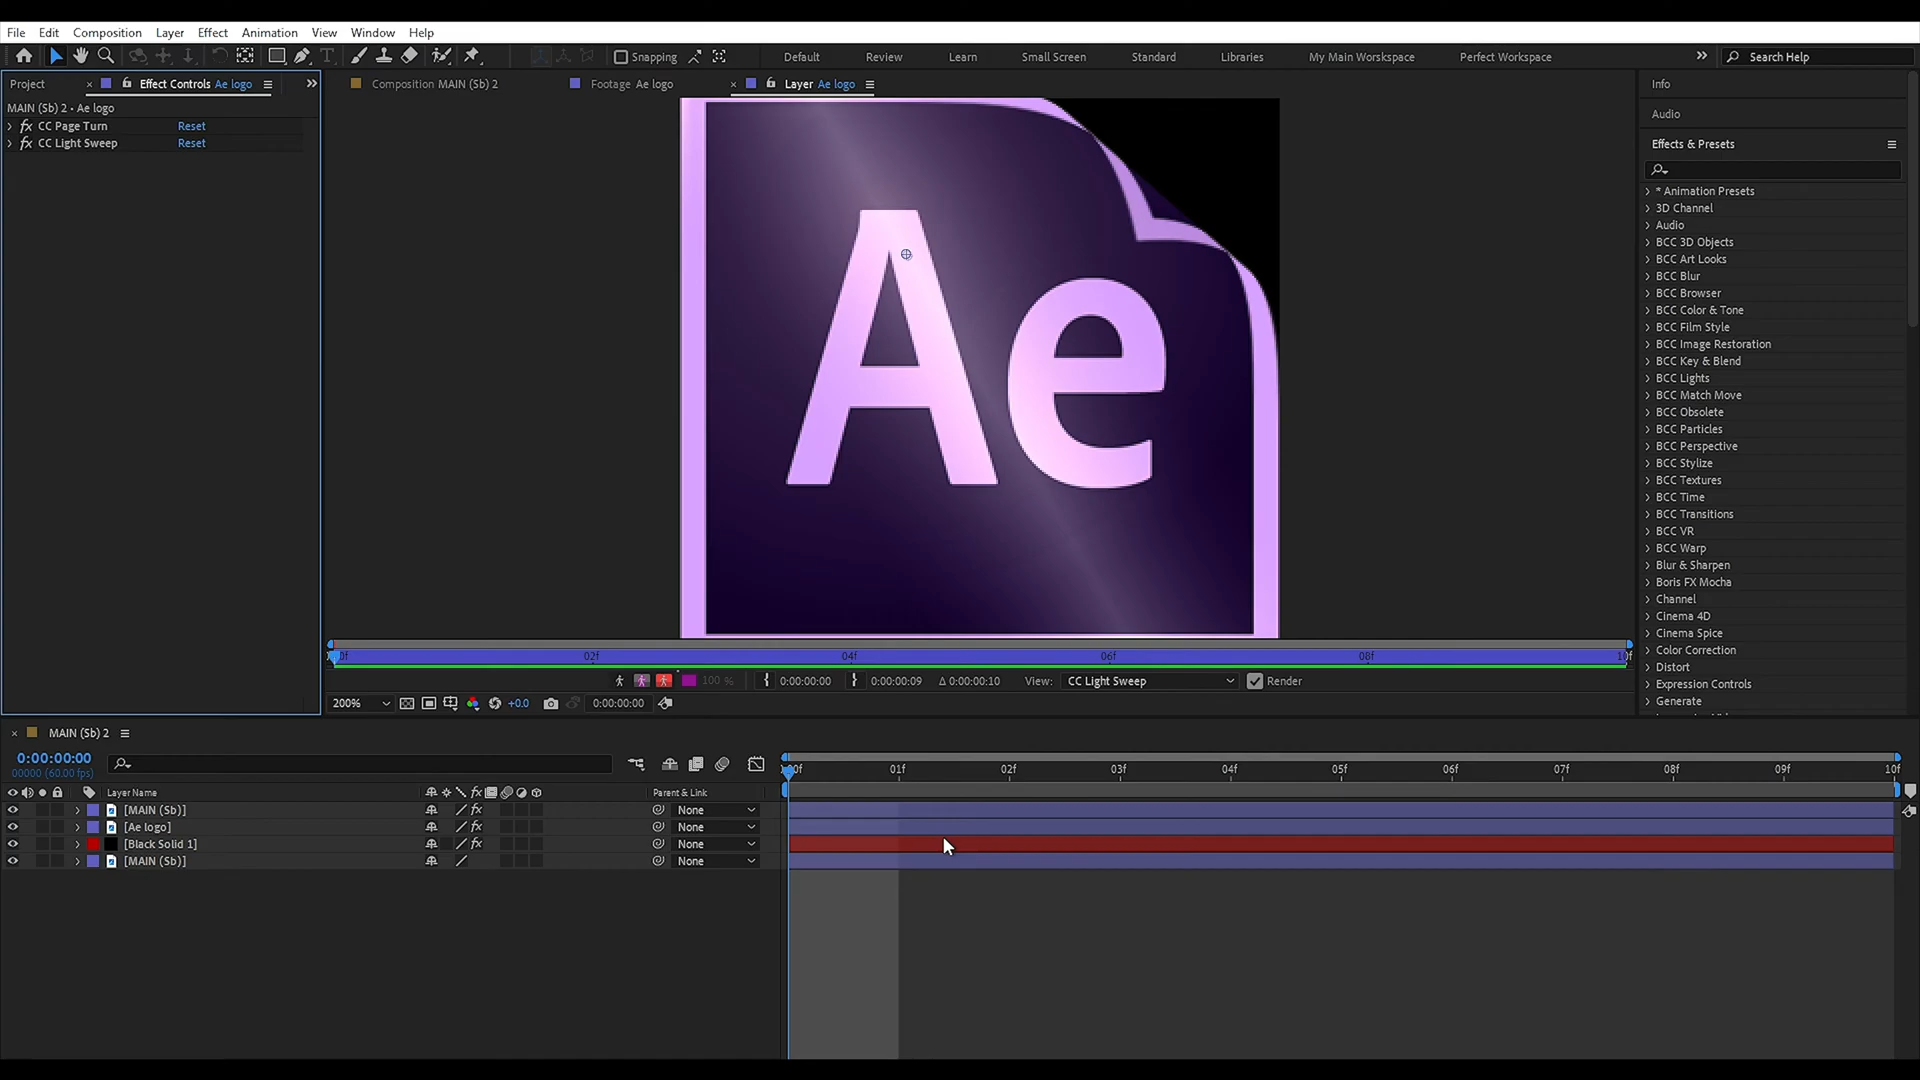 File Edit Composition Layer Effect Animation View Window Help
Snapping Default Review Learn Small Screen Standard Libraries My Main Worskspace Perfect Workspace Search Help
Project Effect Controls Ae logo
Composition MAIN (Sb) 2 Footage Ae logo Layer Ae logo
MAIN (Sb) 2 • Ae logo
fx CC Page Turn Reset
fx CC Light Sweep Reset
Ae
Info
Audio
Effects & Presets
* Animation Presets
3D Channel
Audio
BCC 3D Objects
BCC Art Looks
BCC Blur
BCC Browser
BCC Color & Tone
BCC Film Style
BCC Image Restoration
BCC Key & Blend
BCC Lights
BCC Match Move
BCC Obsolete
BCC Particles
BCC Perspective
BCC Stylize
BCC Textures
BCC Time
BCC Transitions
BCC VR
BCC Warp
Blur & Sharpen
Boris FX Mocha
Channel
Cinema 4D
Cinema Spice
Color Correction
Distort
Expression Controls
Generate
02f 04f 06f 08f
100 % 0:00:00:00 0:00:00:09 Δ 0:00:00:10 View: CC Light Sweep Render
200% +0.0 0:00:00:00
MAIN (Sb) 2
0:00:00:00
00000 (60.00 fps)
:00f 01f 02f 03f 04f 05f 06f 07f 08f 09f 10f
Layer Name fx Parent & Link
[MAIN (Sb)] fx None
[Ae logo] fx None
[Black Solid 1] fx None
[MAIN (Sb)] None